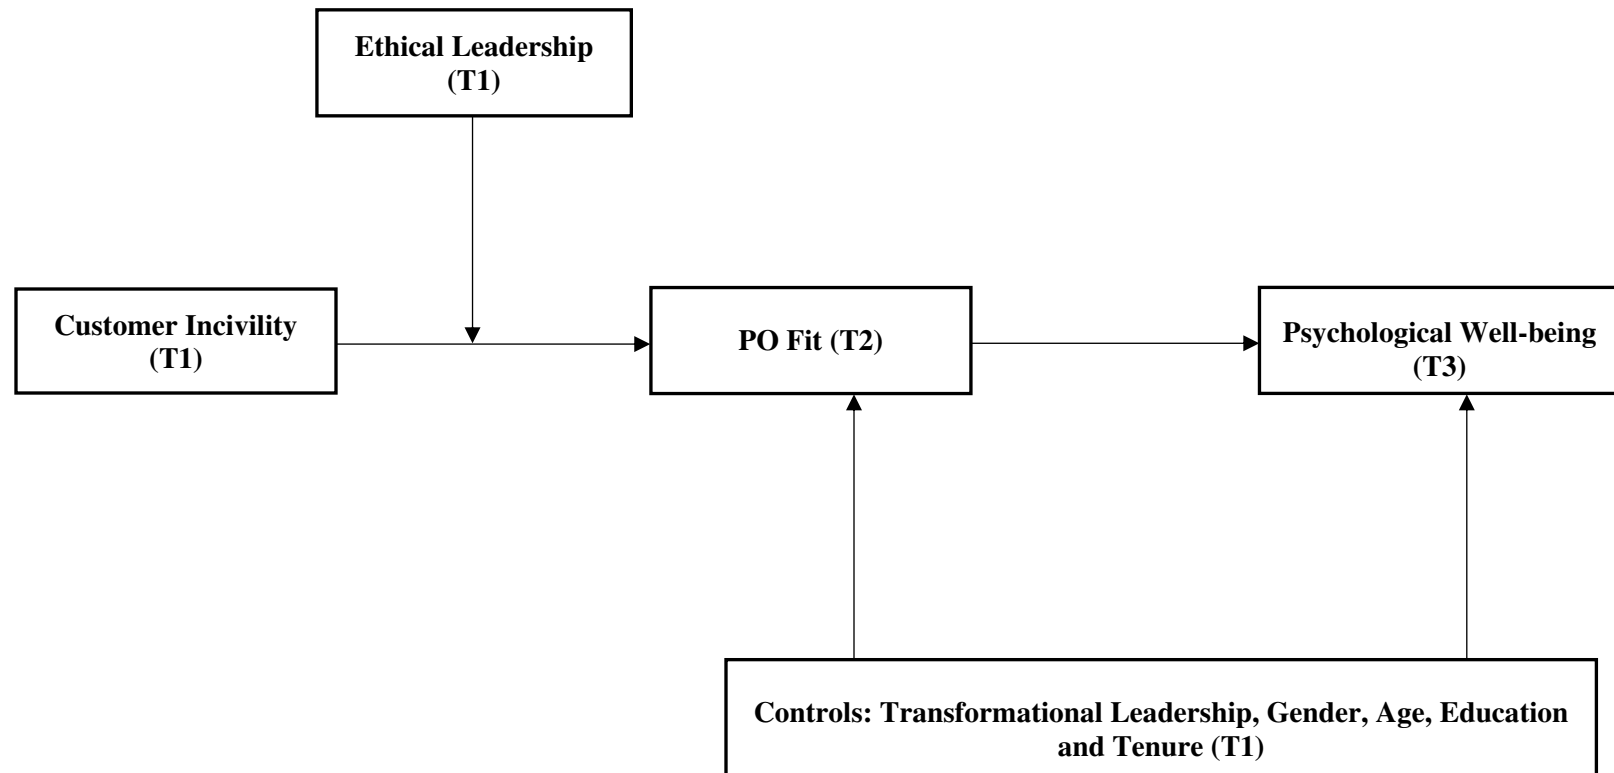 Ethical Leadership
(T1)
Customer Incivility
(T1)
PO Fit (T2)
Psychological Well-being
(T3)
Controls: Transformational Leadership, Gender, Age, Education
and Tenure (T1)